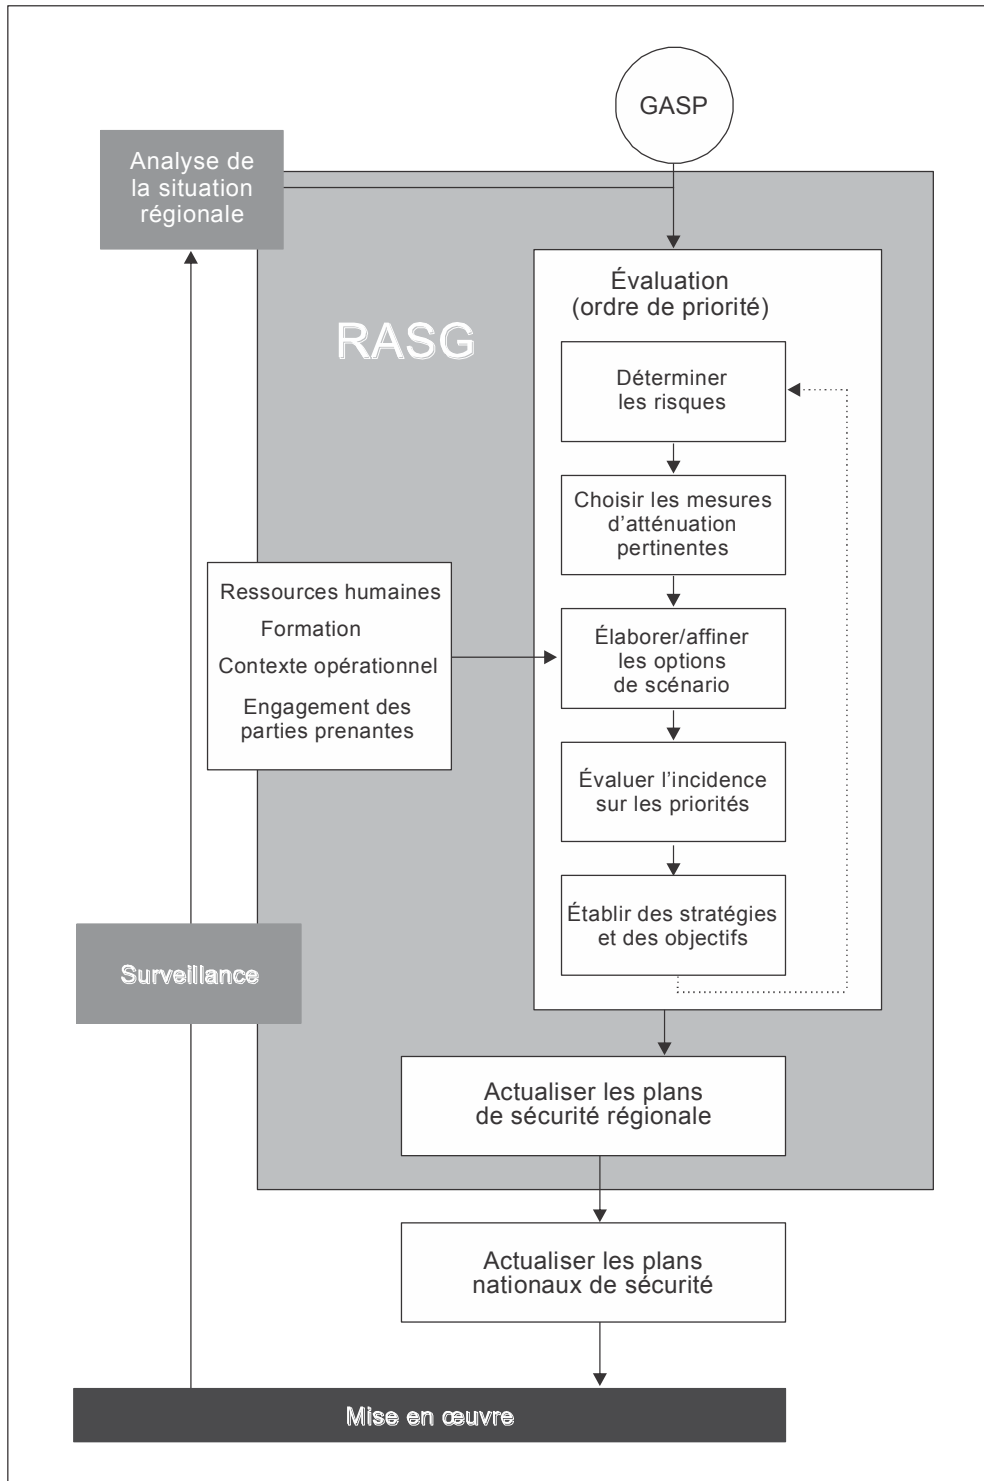 GASP
Analyse de
la situation
régionale
RASG
Évaluation
(ordre de priorité)
Déterminer
les risques
Choisir les mesures
d'atténuation
pertinentes
Ressources humaines
Formation
Contexte opérationnel
Engagement des
parties prenantes
Élaborer/affiner
les options
de scénario
Évaluer l'incidence
sur les priorités
Établir des stratégies
et des objectifs
Surveillance
Actualiser les plans
de sécurité régionale
Actualiser les plans
nationaux de sécurité
Mise en œuvre